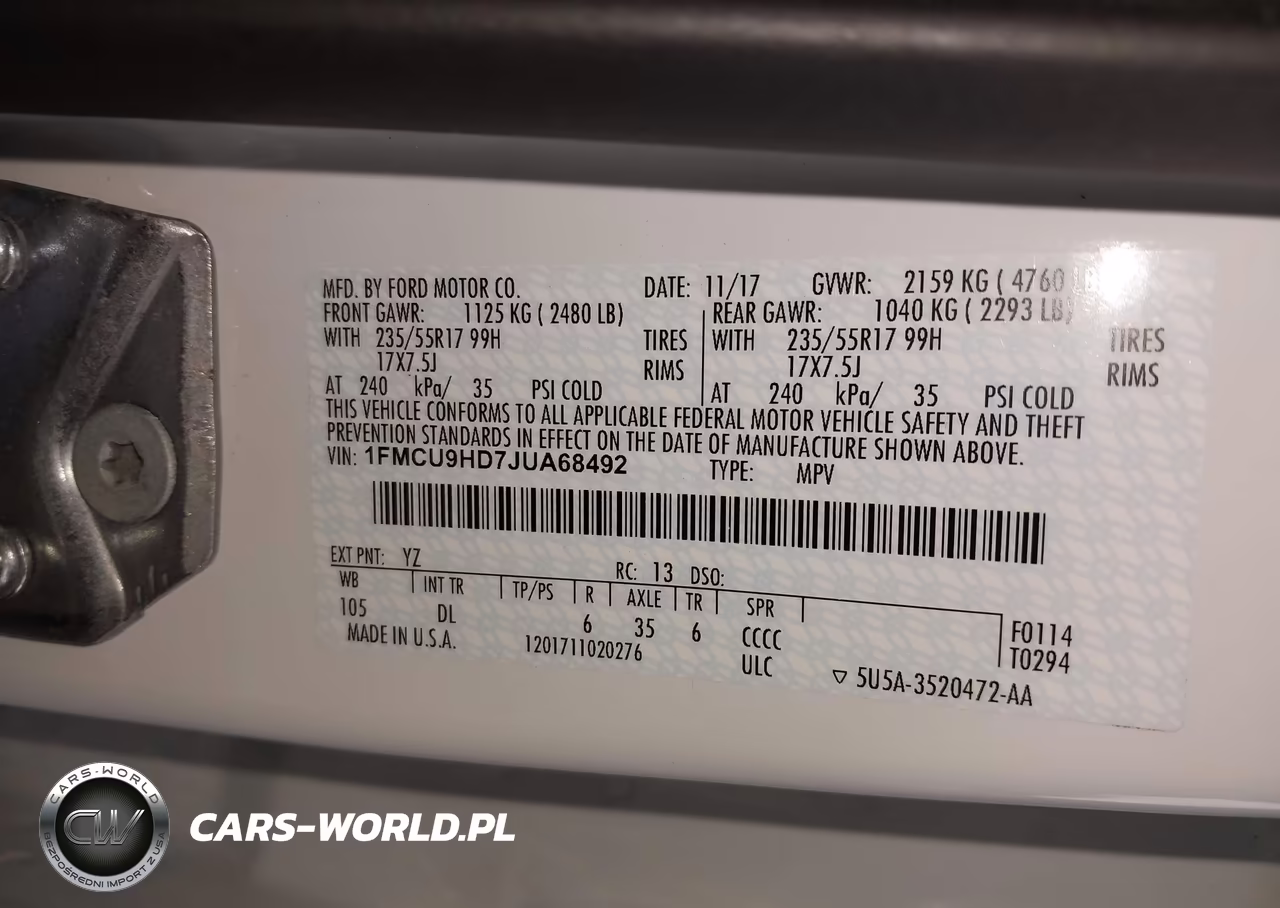 MFD. BY FORD MOTOR CO. DATE: 11/17 GVWR: 2159 KG ( 4760
FRONT GAWR: 1125 KG ( 2480 LB) REAR GAWR: 1040 KG ( 2293 LB)
WITH 235/55R17 99H TIRES WITH 235/55R17 99H TIRES
17X7.5J RIMS 17X7.5J RIMS
AT 240 kPa/ 35 PSI COLD AT 240 kPa/ 35 PSI COLD
THIS VEHICLE CONFORMS TO ALL APPLICABLE FEDERAL MOTOR VEHICLE SAFETY AND THEFT
PREVENTION STANDARDS IN EFFECT ON THE DATE OF MANUFACTURE SHOWN ABOVE.
VIN: 1FMCU9HD7JUA68492 TYPE: MPV
EXT PNT: YZ RC: 13 DSO:
WB INT TR TP/PS R AXLE TR SPR
105 DL 6 35 6 CCCC F0114
MADE IN U.S.A. 1201711020276 ULC T0294
▽ 5U5A-3520472-AA
CARS-WORLD
CW
BEZPOŚREDNI IMPORT Z USA
CARS-WORLD.PL